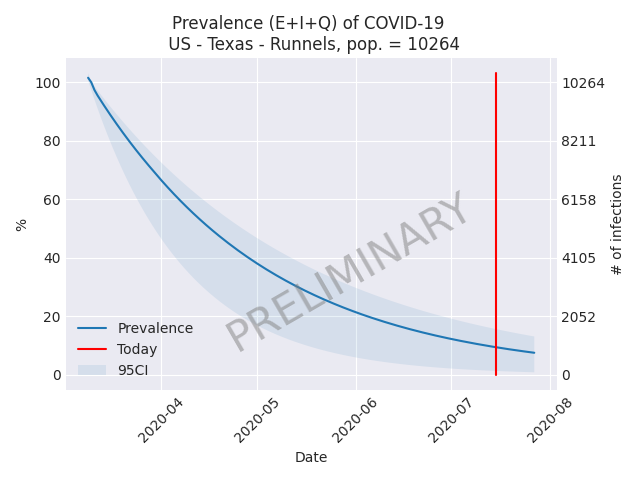 Prevalence (E+I+Q) of COVID-19
US - Texas - Runnels, pop. = 10264
%
100
80
60
40
20
0
10264
8211
6158
4105
2052
0
# of infections
PRELIMINARY
Prevalence
Today
95CI
2020-04
2020-05
2020-06
2020-07
2020-08
Date